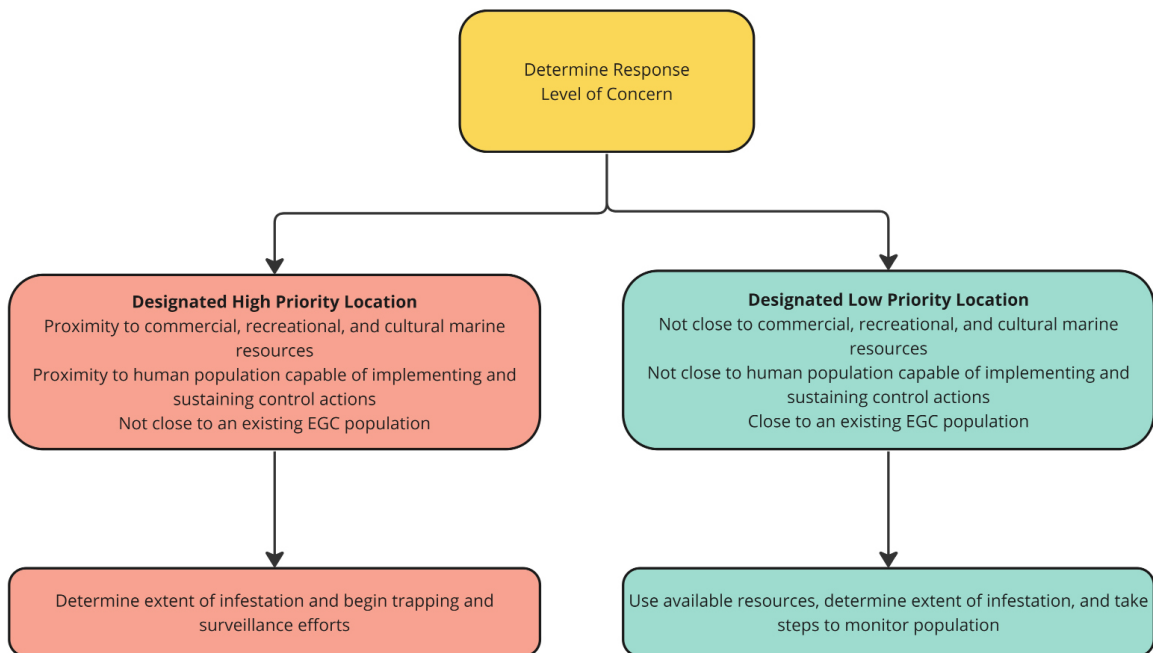 Determine Response
Level of Concern
Designated High Priority Location
Proximity to commercial, recreational, and cultural marine
resources
Proximity to human population capable of implementing and
sustaining control actions
Not close to an existing EGC population
Designated Low Priority Location
Not close to commercial, recreational, and cultural marine
resources
Not close to human population capable of implementing and
sustaining control actions
Close to an existing EGC population
Determine extent of infestation and begin trapping and
surveillance efforts
Use available resources, determine extent of infestation, and take
steps to monitor population